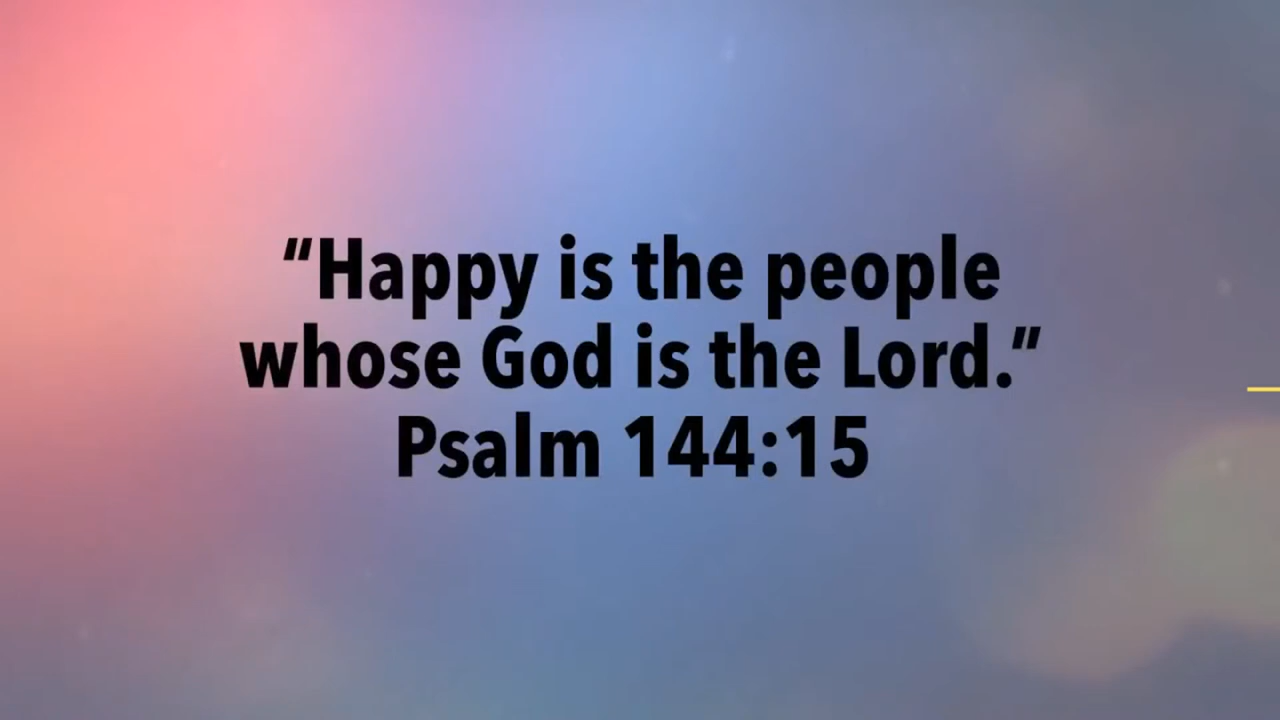 “Happy is the people
whose God is the Lord.”
Psalm 144:15